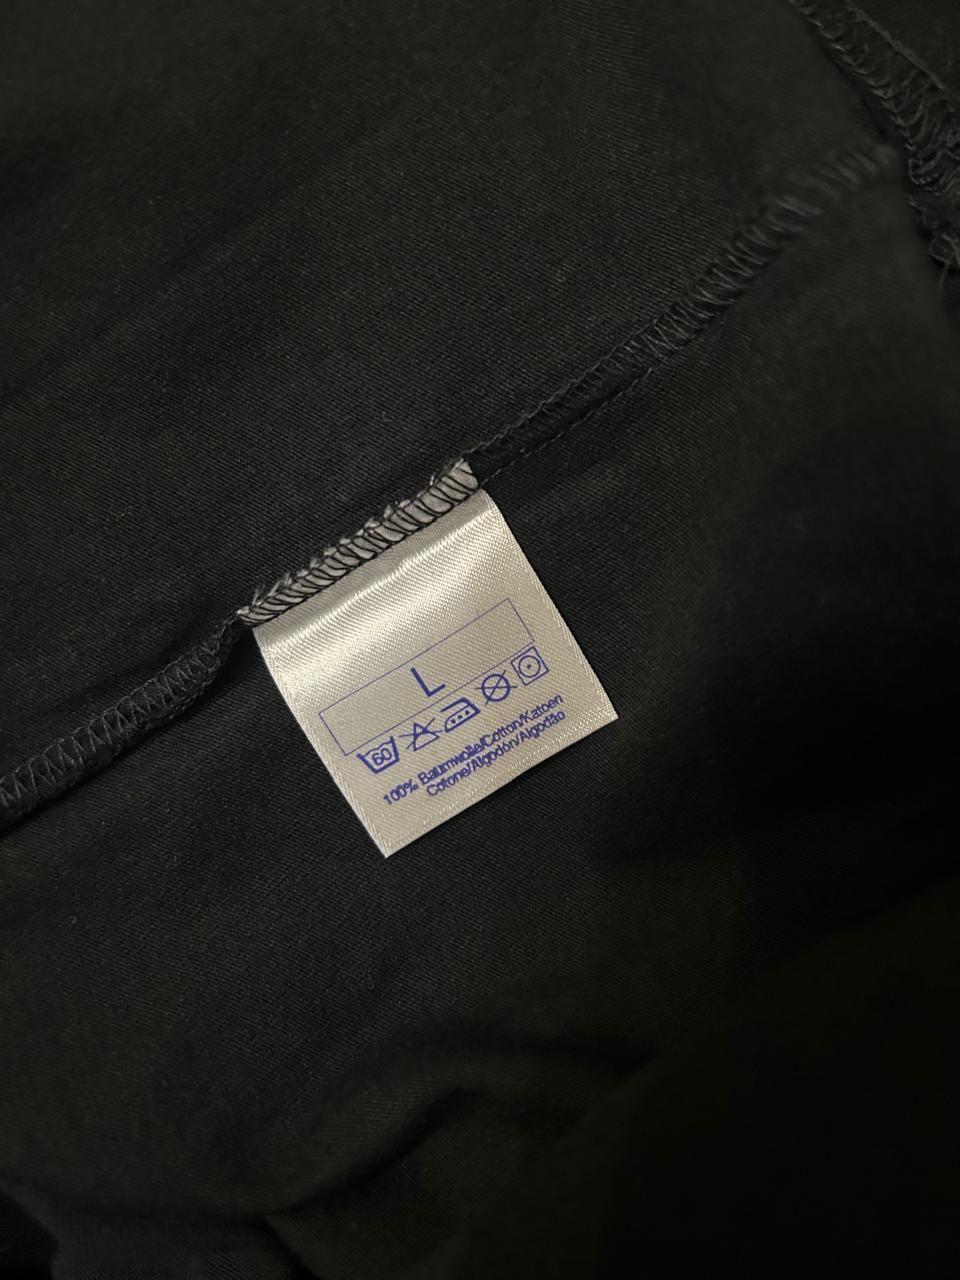 L
60
100% Baumwolle/Cotton/Katoen
Cotone/Algodón/Algodão